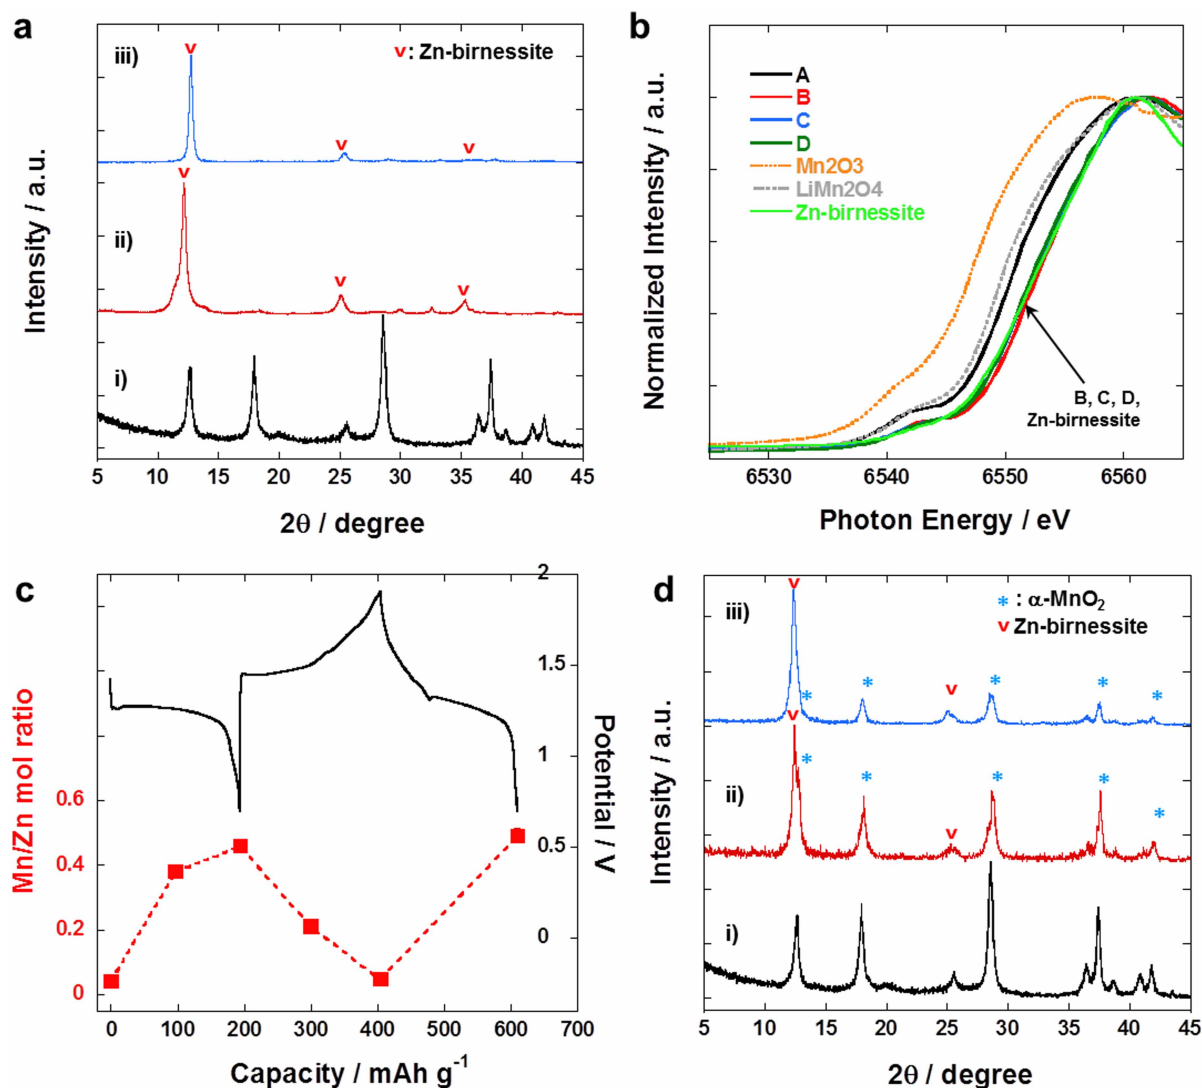 a
iii)
v: Zn-birnessite
v
v
v
ii)
v
v
v
i)
Intensity / a.u.
5 10 15 20 25 30 35 40 45
2θ / degree
b
A
B
C
D
Mn2O3
LiMn2O4
Zn-birnessite
B, C, D,
Zn-birnessite
Normalized Intensity / a.u.
6530 6540 6550 6560
Photon Energy / eV
c
2
1.5
1
0.5
0
Potential / V
0.6
0.4
0.2
0
Mn/Zn mol ratio
0 100 200 300 400 500 600 700
Capacity / mAh g⁻¹
d
* : α-MnO₂
v Zn-birnessite
iii)
v
* * v * * *
ii)
v
* * v * * *
i)
Intensity / a.u.
5 10 15 20 25 30 35 40 45
2θ / degree